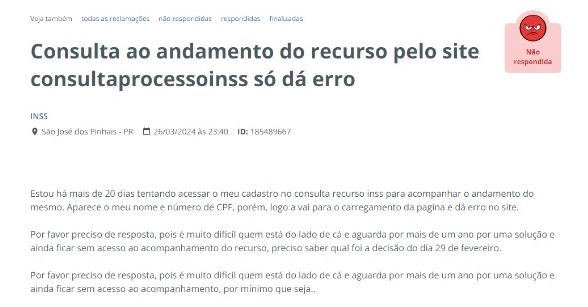 Veja também todas as reclamações não respondidas respondidas finalizadas
Consulta ao andamento do recurso pelo site
consultaprocessoinss só dá erro
Não
respondida
INSS
São José dos Pinhais - PR 26/03/2024 às 23:40 ID: 185489667
Estou há mais de 20 dias tentando acessar o meu cadastro no consulta recurso inss para acompanhar o andamento do
mesmo. Aparece o meu nome e número de CPF, porém, logo a vai para o carregamento da pagina e dá erro no site.
Por favor preciso de resposta, pois é muito difícil quem está do lado de cá e aguarda por mais de um ano por uma solução e
ainda ficar sem acesso ao acompanhamento do recurso, preciso saber qual foi a decisão do dia 29 de fevereiro.
Por favor preciso de resposta, pois é muito difícil quem está do lado de cá e aguarda por mais de um ano por uma solução e
ainda ficar sem acesso ao acompanhamento, por mínimo que seja..